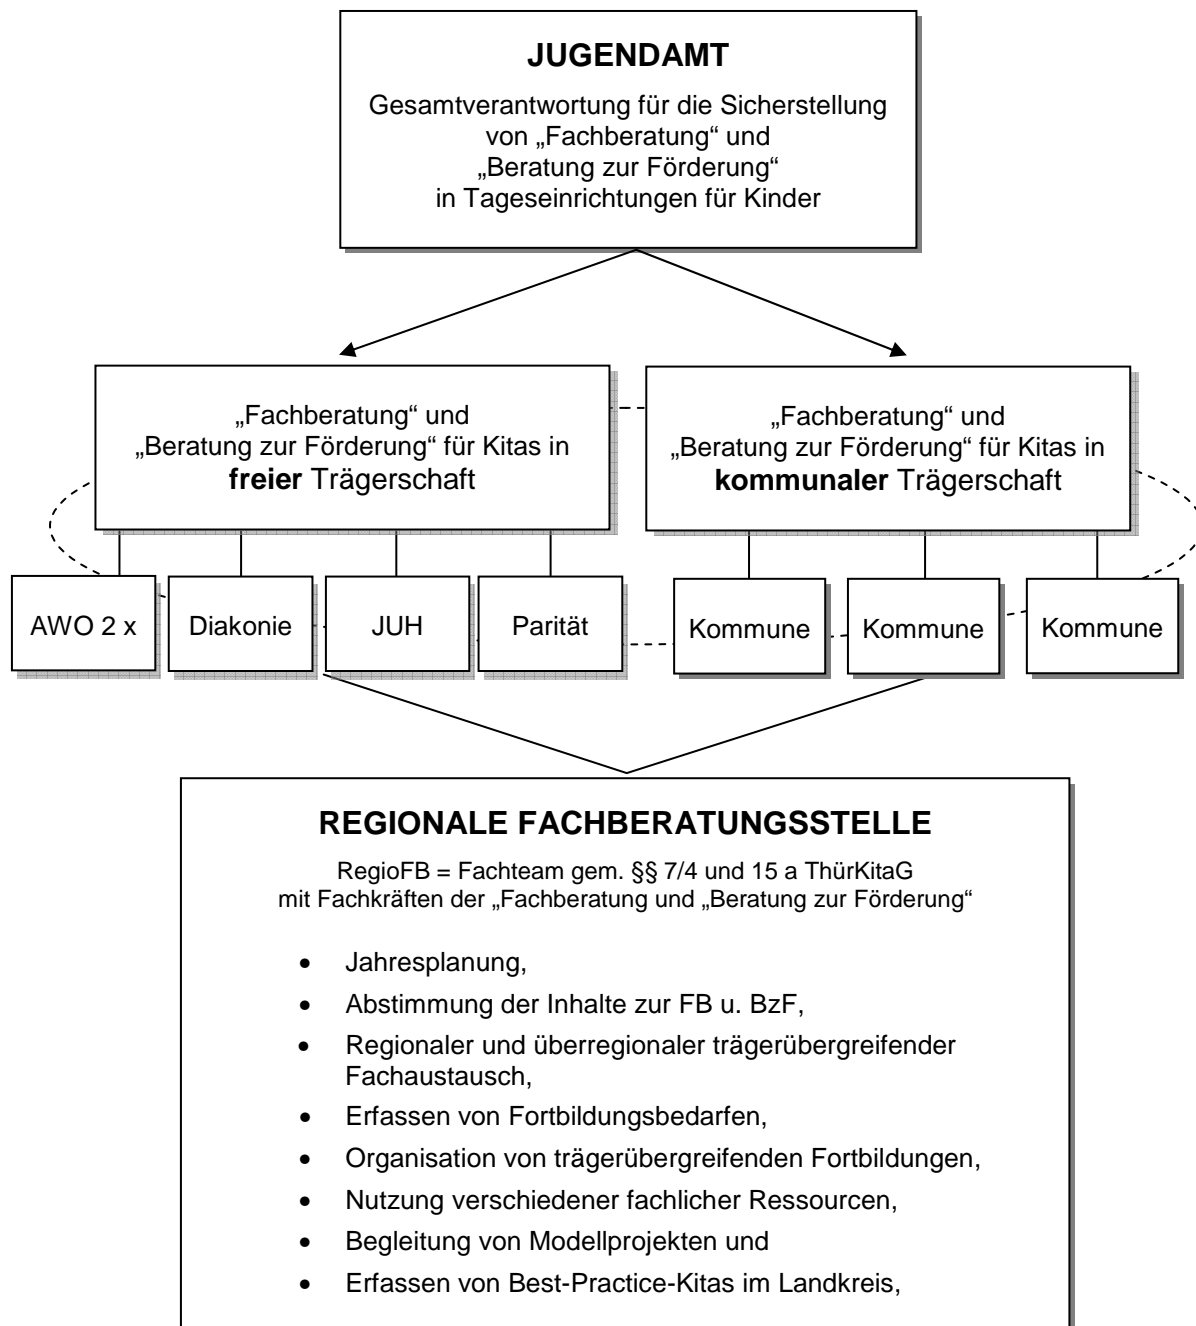 JUGENDAMT
Gesamtverantwortung für die Sicherstellung
von „Fachberatung“ und
„Beratung zur Förderung“
in Tageseinrichtungen für Kinder
„Fachberatung“ und
„Beratung zur Förderung“ für Kitas in
freier Trägerschaft
„Fachberatung“ und
„Beratung zur Förderung“ für Kitas in
kommunaler Trägerschaft
AWO 2 x
Diakonie
JUH
Parität
Kommune
Kommune
Kommune
REGIONALE FACHBERATUNGSSTELLE
RegioFB = Fachteam gem. §§ 7/4 und 15 a ThürKitaG
mit Fachkräften der „Fachberatung und „Beratung zur Förderung“
• Jahresplanung,
• Abstimmung der Inhalte zur FB u. BzF,
• Regionaler und überregionaler trägerübergreifender
Fachaustausch,
• Erfassen von Fortbildungsbedarfen,
• Organisation von trägerübergreifenden Fortbildungen,
• Nutzung verschiedener fachlicher Ressourcen,
• Begleitung von Modellprojekten und
• Erfassen von Best-Practice-Kitas im Landkreis,